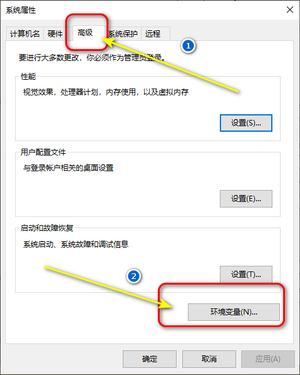 系统属性
计算机名 硬件 高级 系统保护 远程
①
要进行大多数更改，你必须作为管理员登录。
性能
视觉效果，处理器计划，内存使用，以及虚拟内存
设置(S)...
用户配置文件
与登录帐户相关的桌面设置
设置(E)...
启动和故障恢复
系统启动、系统故障和调试信息
②
设置(T)...
环境变量(N)...
确定 取消 应用(A)